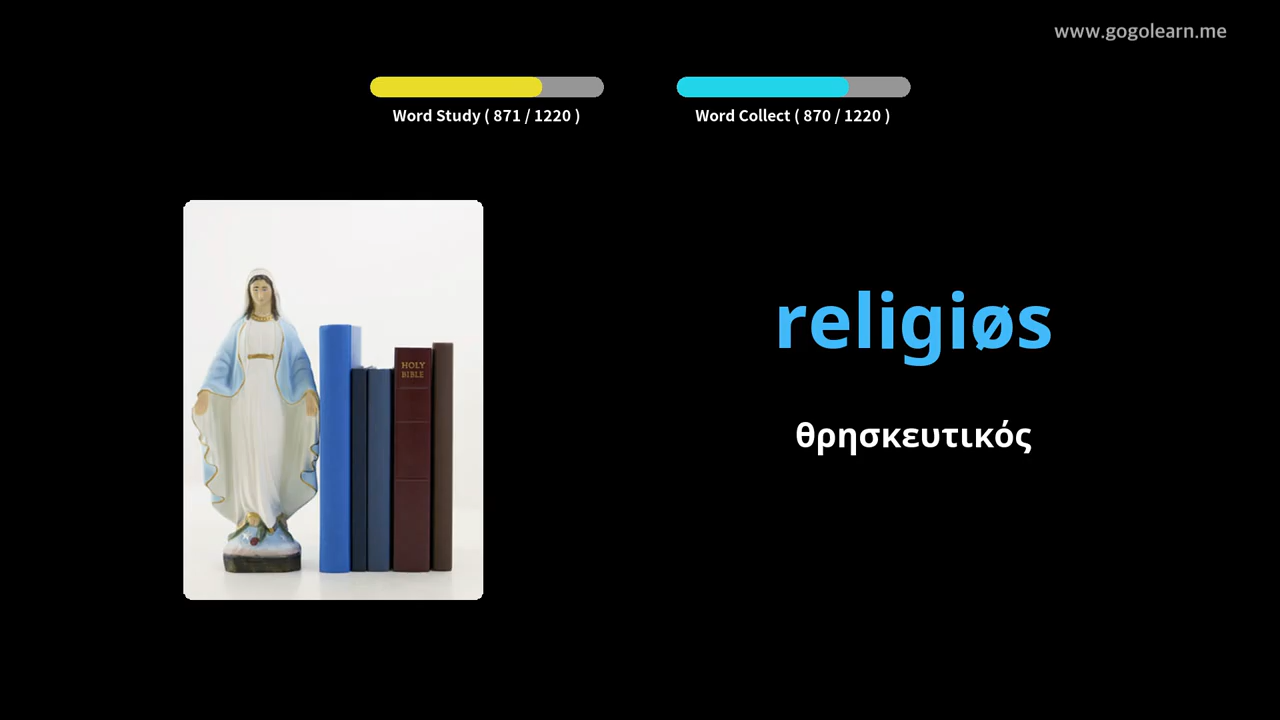 www.gogolearn.me
Word Study ( 871 / 1220 )
Word Collect ( 870 / 1220 )
HOLY
BIBLE
religiøs
θρησκευτικός